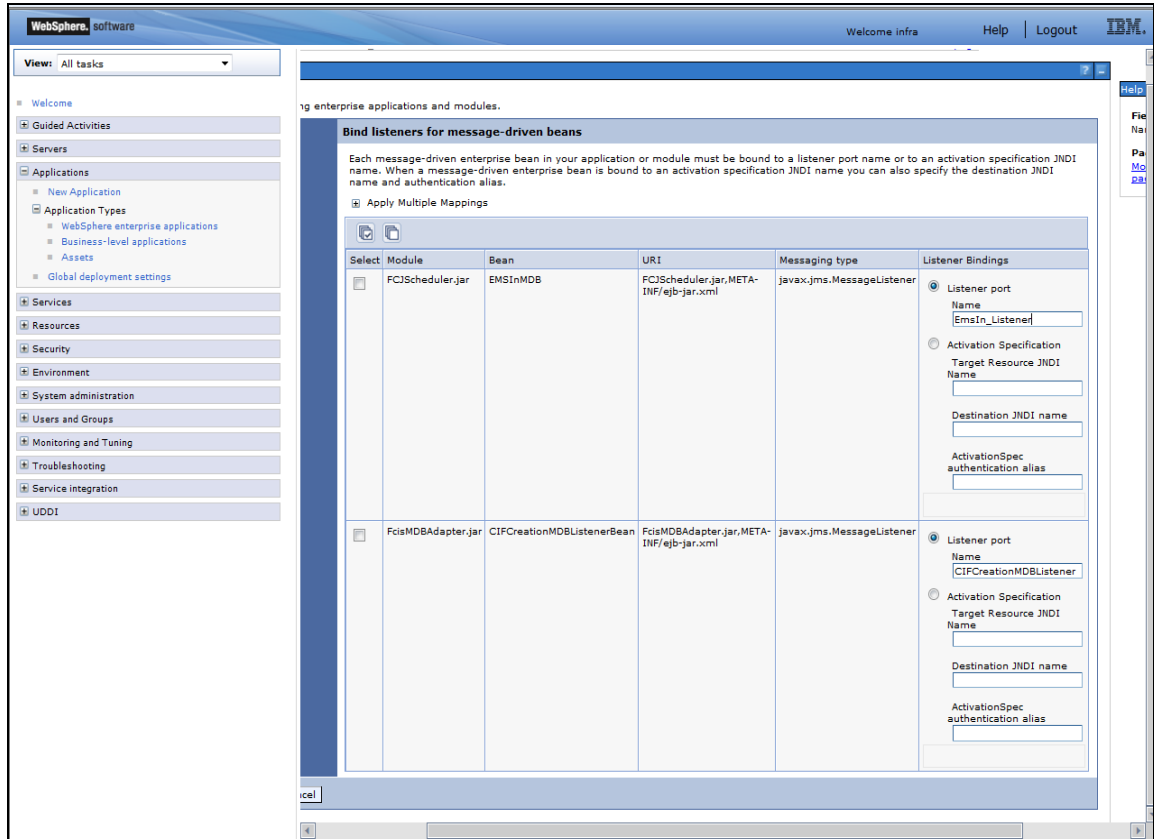 WebSphere. software
Welcome infra Help Logout IBM.
View: All tasks
Welcome
Guided Activities
Servers
Applications
New Application
Application Types
WebSphere enterprise applications
Business-level applications
Assets
Global deployment settings
Services
Resources
Security
Environment
System administration
Users and Groups
Monitoring and Tuning
Troubleshooting
Service integration
UDDI
ng enterprise applications and modules.
Bind listeners for message-driven beans
Each message-driven enterprise bean in your application or module must be bound to a listener port name or to an activation specification JNDI
name. When a message-driven enterprise bean is bound to an activation specification JNDI name you can also specify the destination JNDI
name and authentication alias.
Apply Multiple Mappings
Select Module Bean URI Messaging type Listener Bindings
FCJScheduler.jar EMSInMDB FCJScheduler.jar,META-
INF/ejb-jar.xml
javax.jms.MessageListener
Listener port
Name
EmsIn_Listener
Activation Specification
Target Resource JNDI
Name
Destination JNDI name
ActivationSpec
authentication alias
FcisMDBAdapter.jar CIFCreationMDBListenerBean FcisMDBAdapter.jar,META-
INF/ejb-jar.xml
javax.jms.MessageListener
Listener port
Name
CIFCreationMDBListener
Activation Specification
Target Resource JNDI
Name
Destination JNDI name
ActivationSpec
authentication alias
ncel
Help
Fie
Nar
Pa
Mo
pag